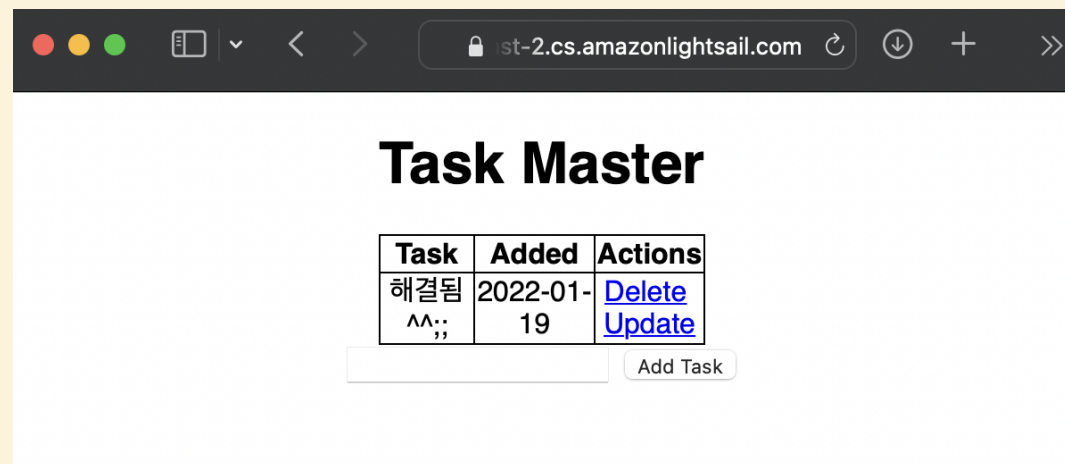 st-2.cs.amazonlightsail.com
Task Master
Task Added Actions
해결됨 2022-01- Delete
^^;; 19 Update
Add Task